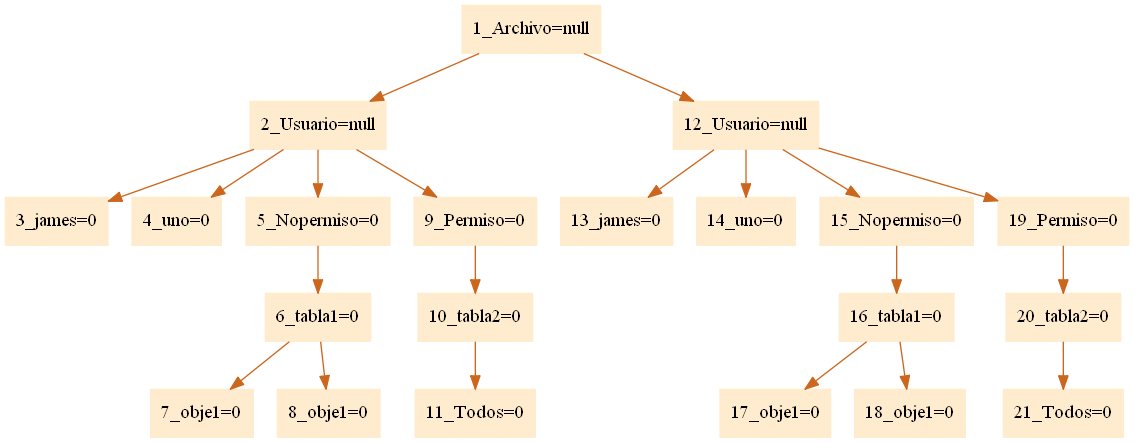 1_Archivo=null
2_Usuario=null
12_Usuario=null
3_james=0
4_uno=0
5_Nopermiso=0
9_Permiso=0
13_james=0
14_uno=0
15_Nopermiso=0
19_Permiso=0
6_tabla1=0
10_tabla2=0
16_tabla1=0
20_tabla2=0
7_obje1=0
8_obje1=0
11_Todos=0
17_obje1=0
18_obje1=0
21_Todos=0